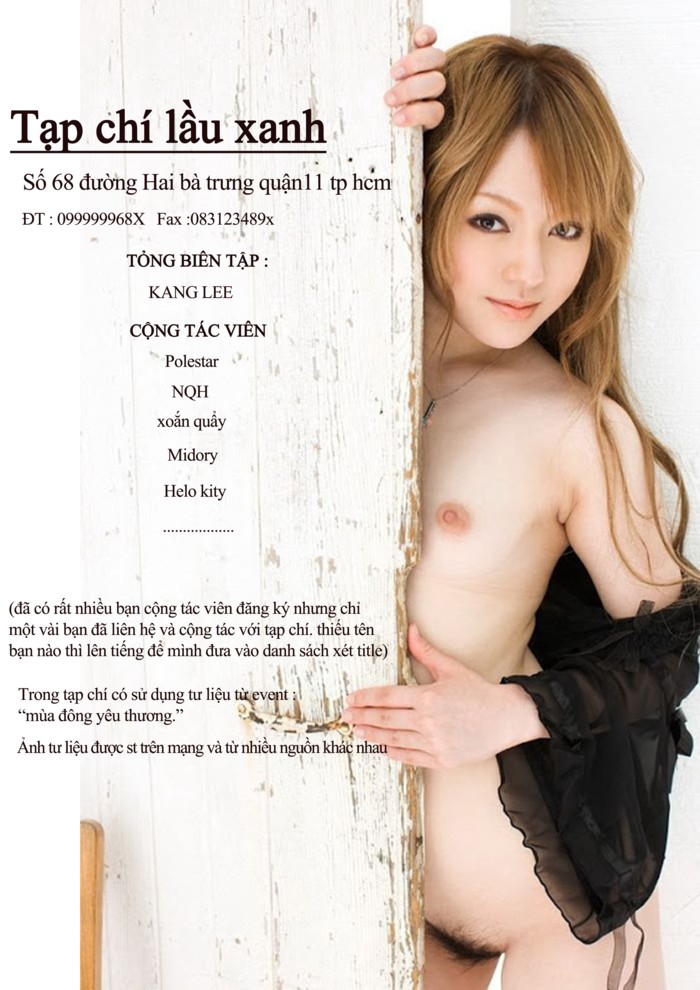 Tạp chí lầu xanh
Số 68 đường Hai bà trưng quận11 tp hcm
ĐT : 099999968X Fax :083123489x
TỎNG BIÊN TẬP :
KANG LEE
CỘNG TÁC VIÊN
Polestar
NQH
xoắn quẩy
Midory
Helo kity
..................
(đã có rất nhiều bạn cộng tác viên đăng ký nhưng chỉ
một vài bạn đã liên hệ và cộng tác với tạp chí. thiếu tên
bạn nào thì lên tiếng để mình đưa vào danh sách xét title)
Trong tạp chí có sử dụng tư liệu từ event :
“mùa đông yêu thương.”
Ảnh tư liệu được st trên mạng và từ nhiều nguồn khác nhau